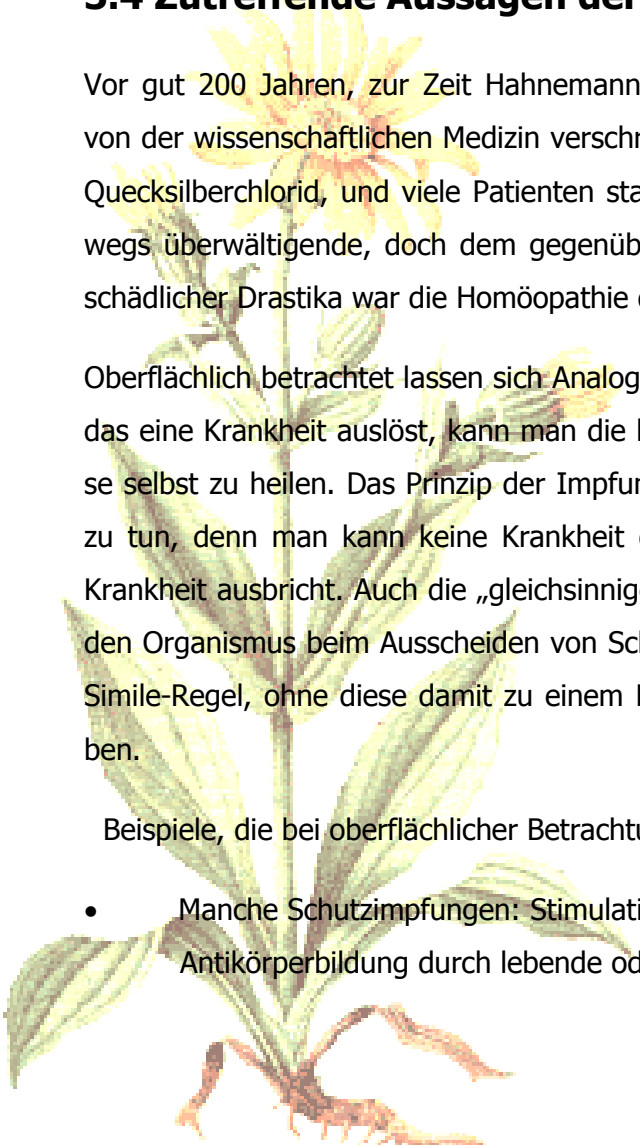 3.4 Zutreffende Aussagen der
Vor gut 200 Jahren, zur Zeit Hahnemann
von der wissenschaftlichen Medizin verschr
Quecksilberchlorid, und viele Patienten sta
wegs überwältigende, doch dem gegenüb
schädlicher Drastika war die Homöopathie
Oberflächlich betrachtet lassen sich Analog
das eine Krankheit auslöst, kann man die
se selbst zu heilen. Das Prinzip der Impfun
zu tun, denn man kann keine Krankheit
Krankheit ausbricht. Auch die „gleichsinnige
den Organismus beim Ausscheiden von Sch
Simile-Regel, ohne diese damit zu einem
ben.
Beispiele, die bei oberflächlicher Betrachtu
• Manche Schutzimpfungen: Stimulati
Antikörperbildung durch lebende od